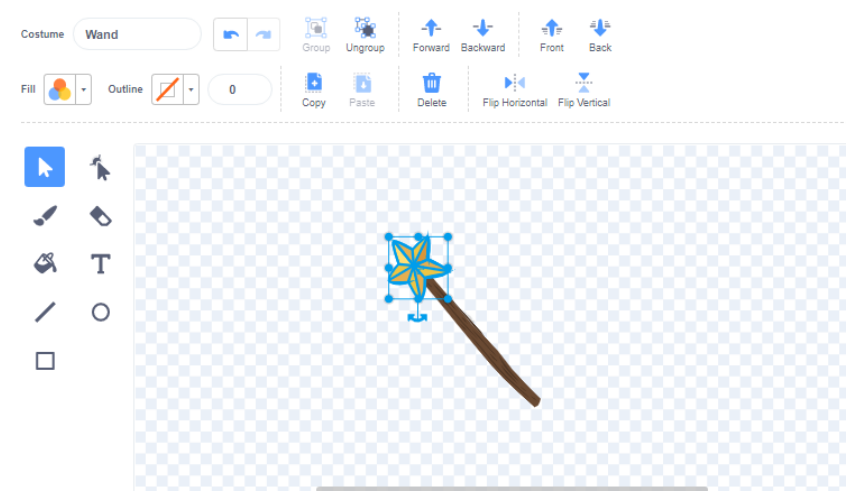 Costume Wand
Group Ungroup Forward Backward Front Back
Fill Outline 0
Copy Paste Delete Flip Horizontal Flip Vertical
T